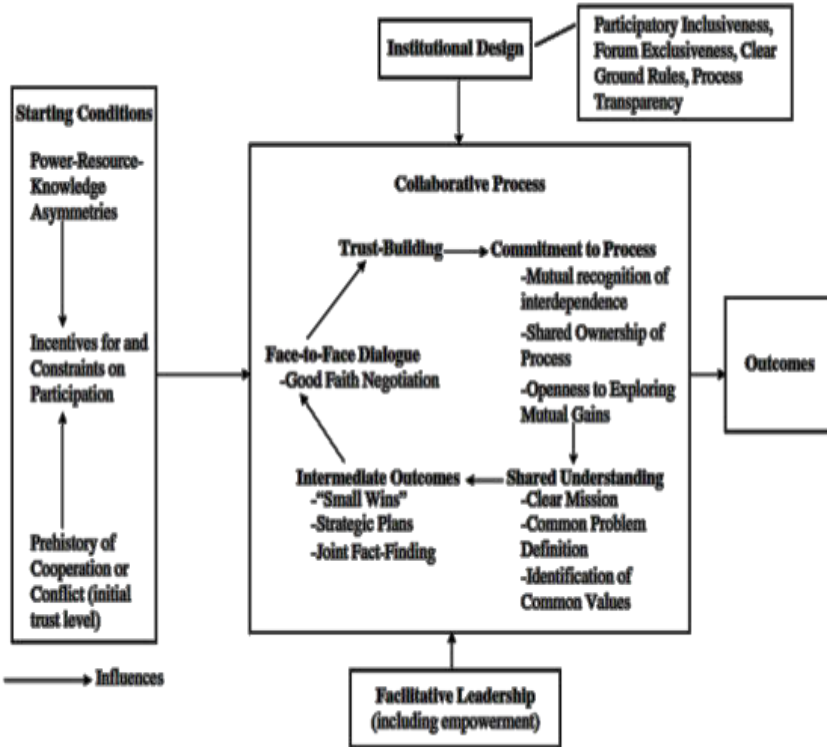 Institutional Design
Participatory Inclusiveness,
Forum Exclusiveness, Clear
Ground Rules, Process
Transparency
Starting Conditions
Power-Resource-
Knowledge
Asymmetries
Incentives for and
Constraints on
Participation
Prehistory of
Cooperation or
Conflict (initial
trust level)
Collaborative Process
Trust-Building
Commitment to Process
-Mutual recognition of
interdependence
-Shared Ownership of
Process
-Openness to Exploring
Mutual Gains
Face-to-Face Dialogue
-Good Faith Negotiation
Intermediate Outcomes
-“Small Wins”
-Strategic Plans
-Joint Fact-Finding
Shared Understanding
-Clear Mission
-Common Problem
Definition
-Identification of
Common Values
Outcomes
Influences
Facilitative Leadership
(including empowerment)